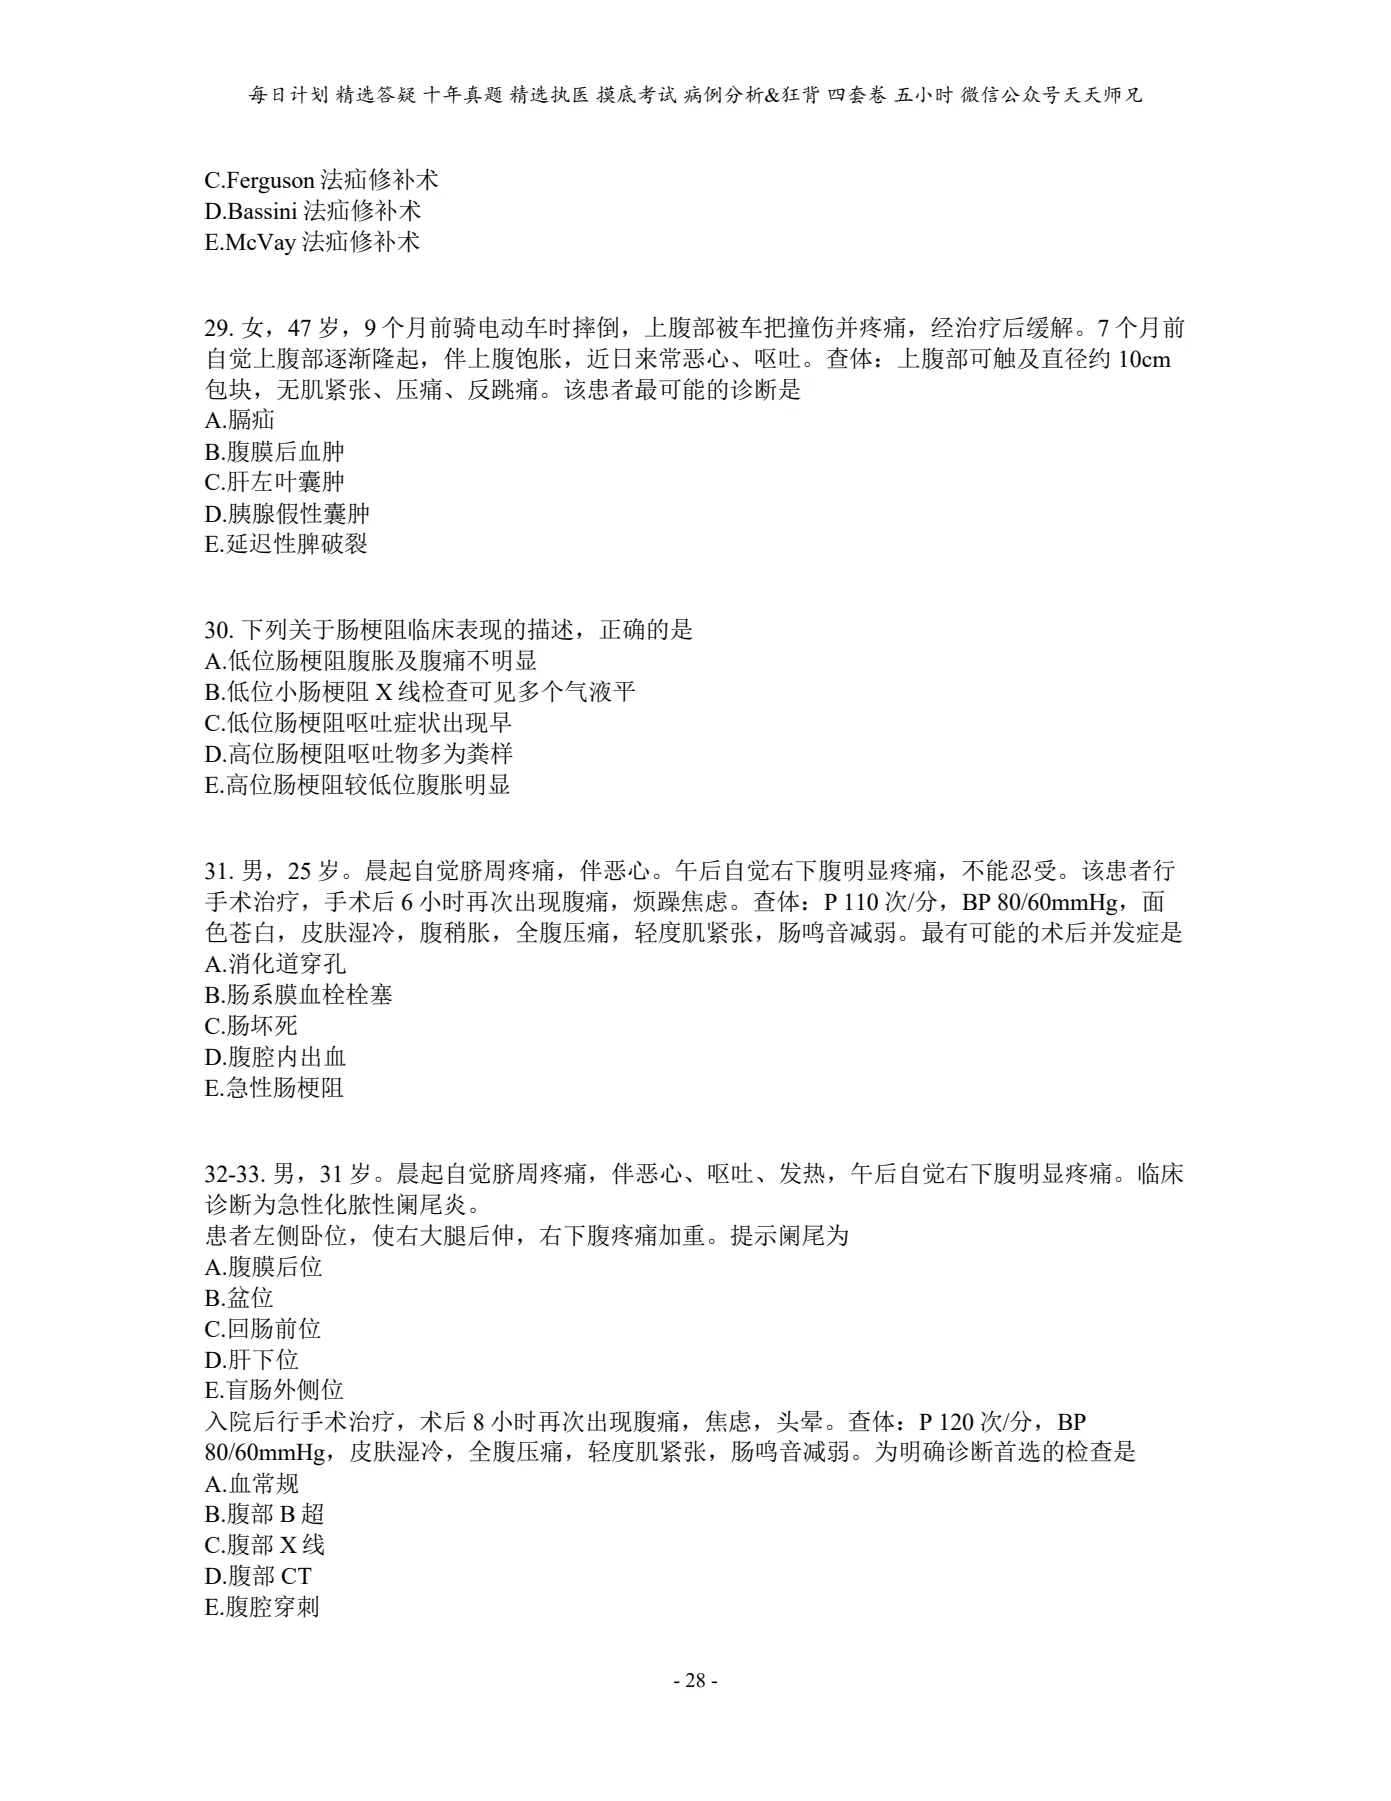 每日计划 精选答疑 十年真题 精选执医 摸底考试 病例分析&狂背 四套卷 五小时 微信公众号天天师兄
C.Ferguson 法疝修补术
D.Bassini 法疝修补术
E.McVay 法疝修补术
29. 女，47 岁，9 个月前骑电动车时摔倒，上腹部被车把撞伤并疼痛，经治疗后缓解。7 个月前
自觉上腹部逐渐隆起，伴上腹饱胀，近日来常恶心、呕吐。查体：上腹部可触及直径约 10cm
包块，无肌紧张、压痛、反跳痛。该患者最可能的诊断是
A.膈疝
B.腹膜后血肿
C.肝左叶囊肿
D.胰腺假性囊肿
E.延迟性脾破裂
30. 下列关于肠梗阻临床表现的描述，正确的是
A.低位肠梗阻腹胀及腹痛不明显
B.低位小肠梗阻 X 线检查可见多个气液平
C.低位肠梗阻呕吐症状出现早
D.高位肠梗阻呕吐物多为粪样
E.高位肠梗阻较低位腹胀明显
31. 男，25 岁。晨起自觉脐周疼痛，伴恶心。午后自觉右下腹明显疼痛，不能忍受。该患者行
手术治疗，手术后 6 小时再次出现腹痛，烦躁焦虑。查体：P 110 次/分，BP 80/60mmHg，面
色苍白，皮肤湿冷，腹稍胀，全腹压痛，轻度肌紧张，肠鸣音减弱。最有可能的术后并发症是
A.消化道穿孔
B.肠系膜血栓栓塞
C.肠坏死
D.腹腔内出血
E.急性肠梗阻
32-33. 男，31 岁。晨起自觉脐周疼痛，伴恶心、呕吐、发热，午后自觉右下腹明显疼痛。临床
诊断为急性化脓性阑尾炎。
患者左侧卧位，使右大腿后伸，右下腹疼痛加重。提示阑尾为
A.腹膜后位
B.盆位
C.回肠前位
D.肝下位
E.盲肠外侧位
入院后行手术治疗，术后 8 小时再次出现腹痛，焦虑，头晕。查体：P 120 次/分，BP
80/60mmHg，皮肤湿冷，全腹压痛，轻度肌紧张，肠鸣音减弱。为明确诊断首选的检查是
A.血常规
B.腹部 B 超
C.腹部 X 线
D.腹部 CT
E.腹腔穿刺
- 28 -